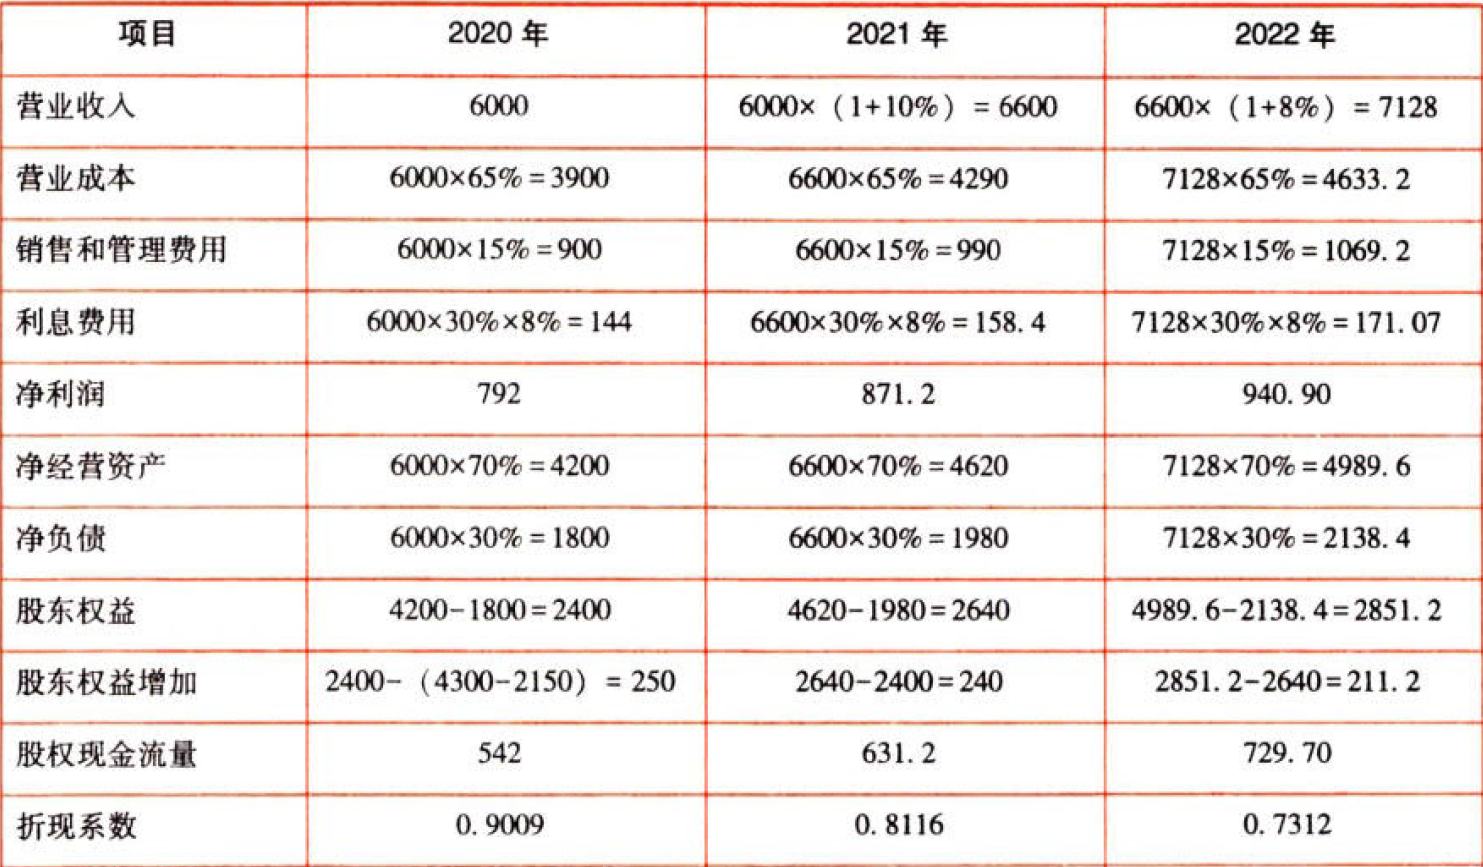 项目 2020 年 2021 年 2022 年
营业收入 6000 6000×（1+10%）= 6600 6600×（1+8%）= 7128
营业成本 6000×65%=3900 6600×65%=4290 7128×65%=4633.2
销售和管理费用 6000×15%=900 6600×15%=990 7128×15%=1069.2
利息费用 6000×30%×8%=144 6600×30%×8%=158.4 7128×30%×8%=171.07
净利润 792 871.2 940.90
净经营资产 6000×70%=4200 6600×70%=4620 7128×70%=4989.6
净负债 6000×30%=1800 6600×30%=1980 7128×30%=2138.4
股东权益 4200-1800=2400 4620-1980=2640 4989.6-2138.4=2851.2
股东权益增加 2400-（4300-2150）= 250 2640-2400=240 2851.2-2640=211.2
股权现金流量 542 631.2 729.70
折现系数 0.9009 0.8116 0.7312